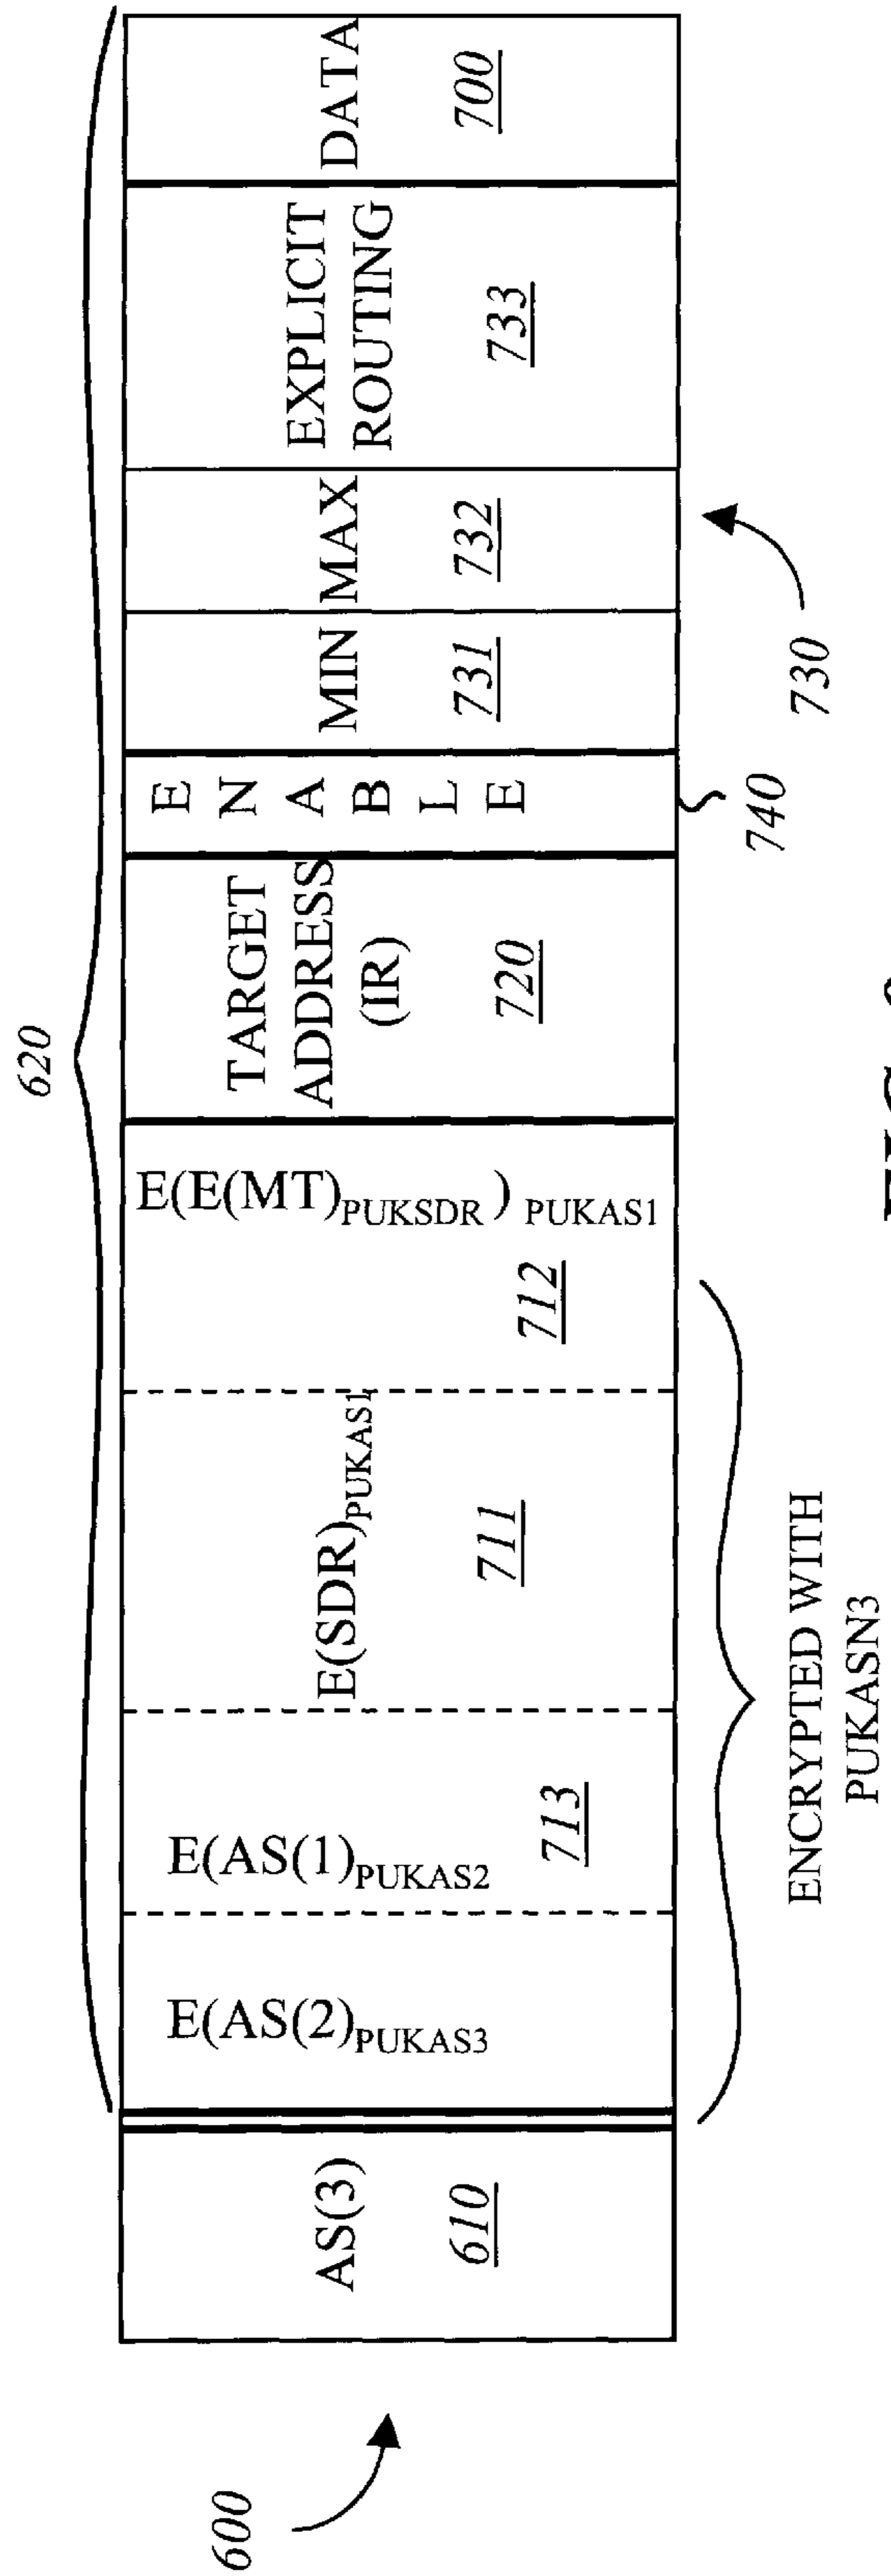 620
600
AS(3)
610
E(AS(2)PUKAS3
E(AS(1)PUKAS2
713
E(SDR)PUKAS1
711
E(E(MT)PUKSDR ) PUKAS1
712
TARGET
ADDRESS
(IR)
720
E
N
A
B
L
E
MIN
731
MAX
732
EXPLICIT
ROUTING
733
DATA
700
740
730
ENCRYPTED WITH
PUKASN3